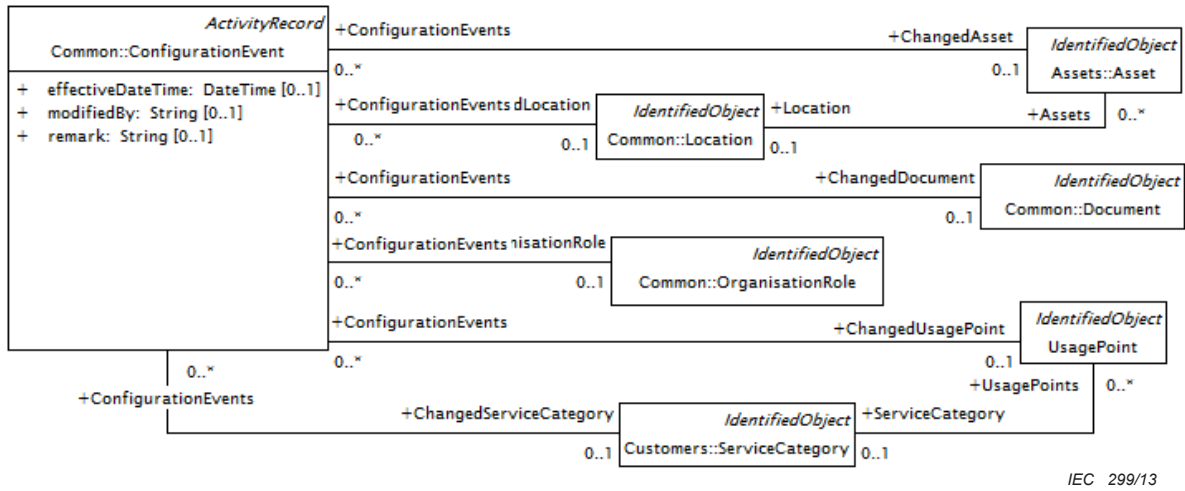 ActivityRecord
Common::ConfigurationEvent
+ effectiveDateTime: DateTime [0..1]
+ modifiedBy: String [0..1]
+ remark: String [0..1]
+ConfigurationEvents
0..*
+ChangedAsset
0..1
IdentifiedObject
Assets::Asset
+ConfigurationEvents
0..*
dLocation
0..1
IdentifiedObject
Common::Location
+Location
0..1
+Assets
0..*
+ConfigurationEvents
0..*
+ChangedDocument
0..1
IdentifiedObject
Common::Document
+ConfigurationEvents
0..*
nisationRole
0..1
IdentifiedObject
Common::OrganisationRole
+ConfigurationEvents
0..*
+ChangedUsagePoint
0..1
IdentifiedObject
UsagePoint
+UsagePoints
0..*
0..*
+ConfigurationEvents
+ChangedServiceCategory
0..1
IdentifiedObject
Customers::ServiceCategory
+ServiceCategory
0..1
IEC 299/13